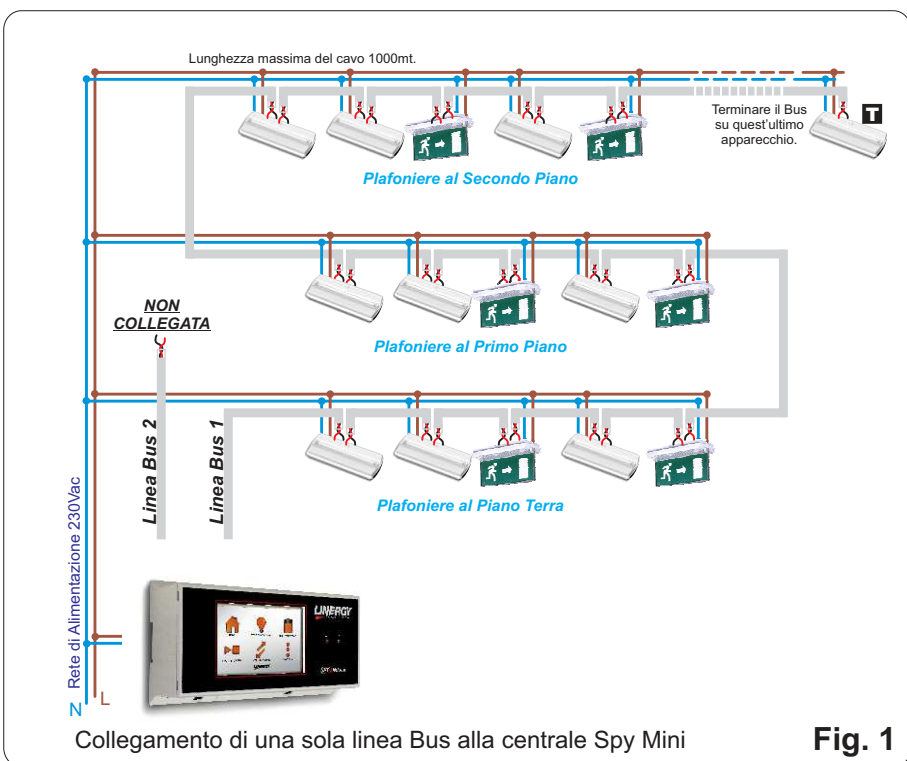 Lunghezza massima del cavo 1000mt.
Terminare il Bus
su quest'ultimo
apparecchio.
T
Plafoniere al Secondo Piano
NON
COLLEGATA
Plafoniere al Primo Piano
Linea Bus 2
Linea Bus 1
Plafoniere al Piano Terra
Rete di Alimentazione 230Vac
LINERGY
N
L
Collegamento di una sola linea Bus alla centrale Spy Mini
Fig. 1